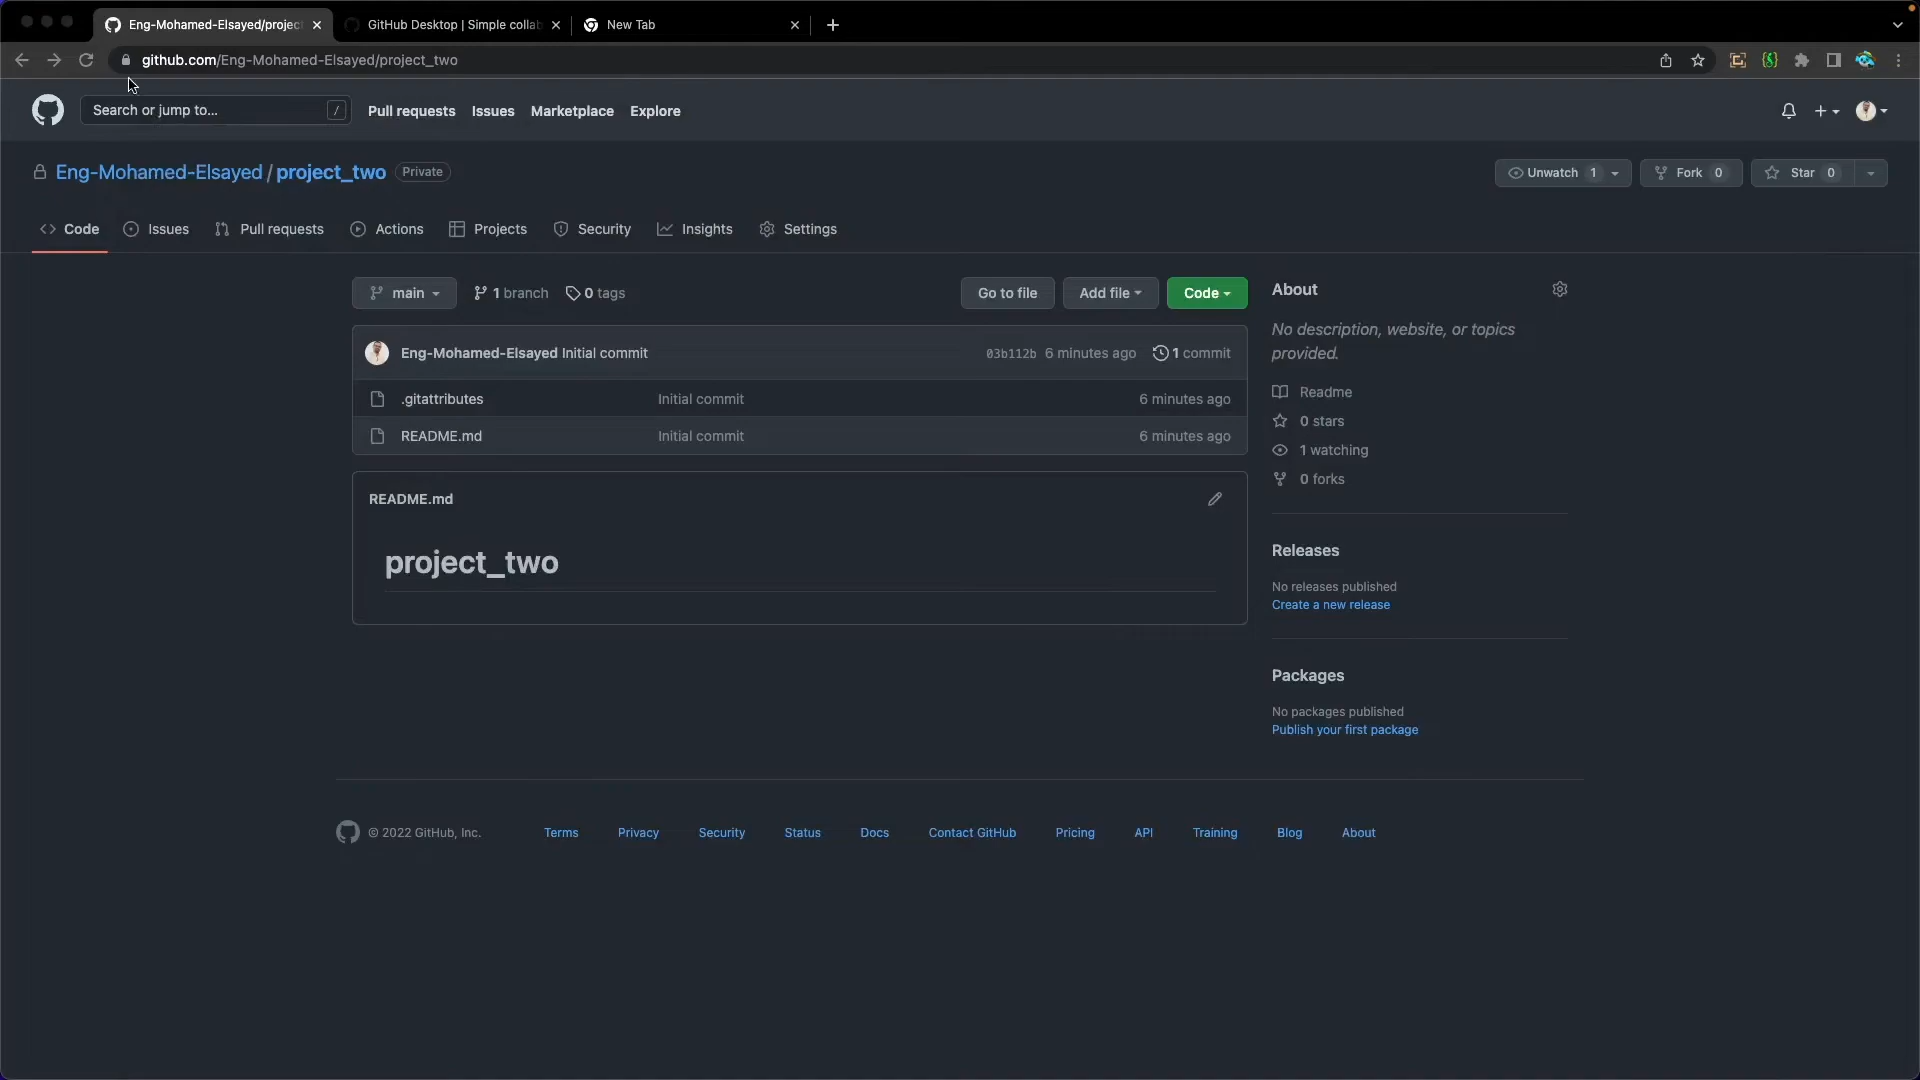 Eng-Mohamed-Elsayed/project
GitHub Desktop | Simple collab
New Tab
github.com/Eng-Mohamed-Elsayed/project_two
Search or jump to... /
Pull requests Issues Marketplace Explore
Eng-Mohamed-Elsayed / project_two Private
Unwatch 1 Fork 0 Star 0
Code Issues Pull requests Actions Projects Security Insights Settings
main 1 branch 0 tags Go to file Add file Code
Eng-Mohamed-Elsayed Initial commit 03b112b 6 minutes ago 1 commit
.gitattributes Initial commit 6 minutes ago
README.md Initial commit 6 minutes ago
README.md
project_two
About
No description, website, or topics
provided.
Readme
0 stars
1 watching
0 forks
Releases
No releases published
Create a new release
Packages
No packages published
Publish your first package
© 2022 GitHub, Inc. Terms Privacy Security Status Docs Contact GitHub Pricing API Training Blog About